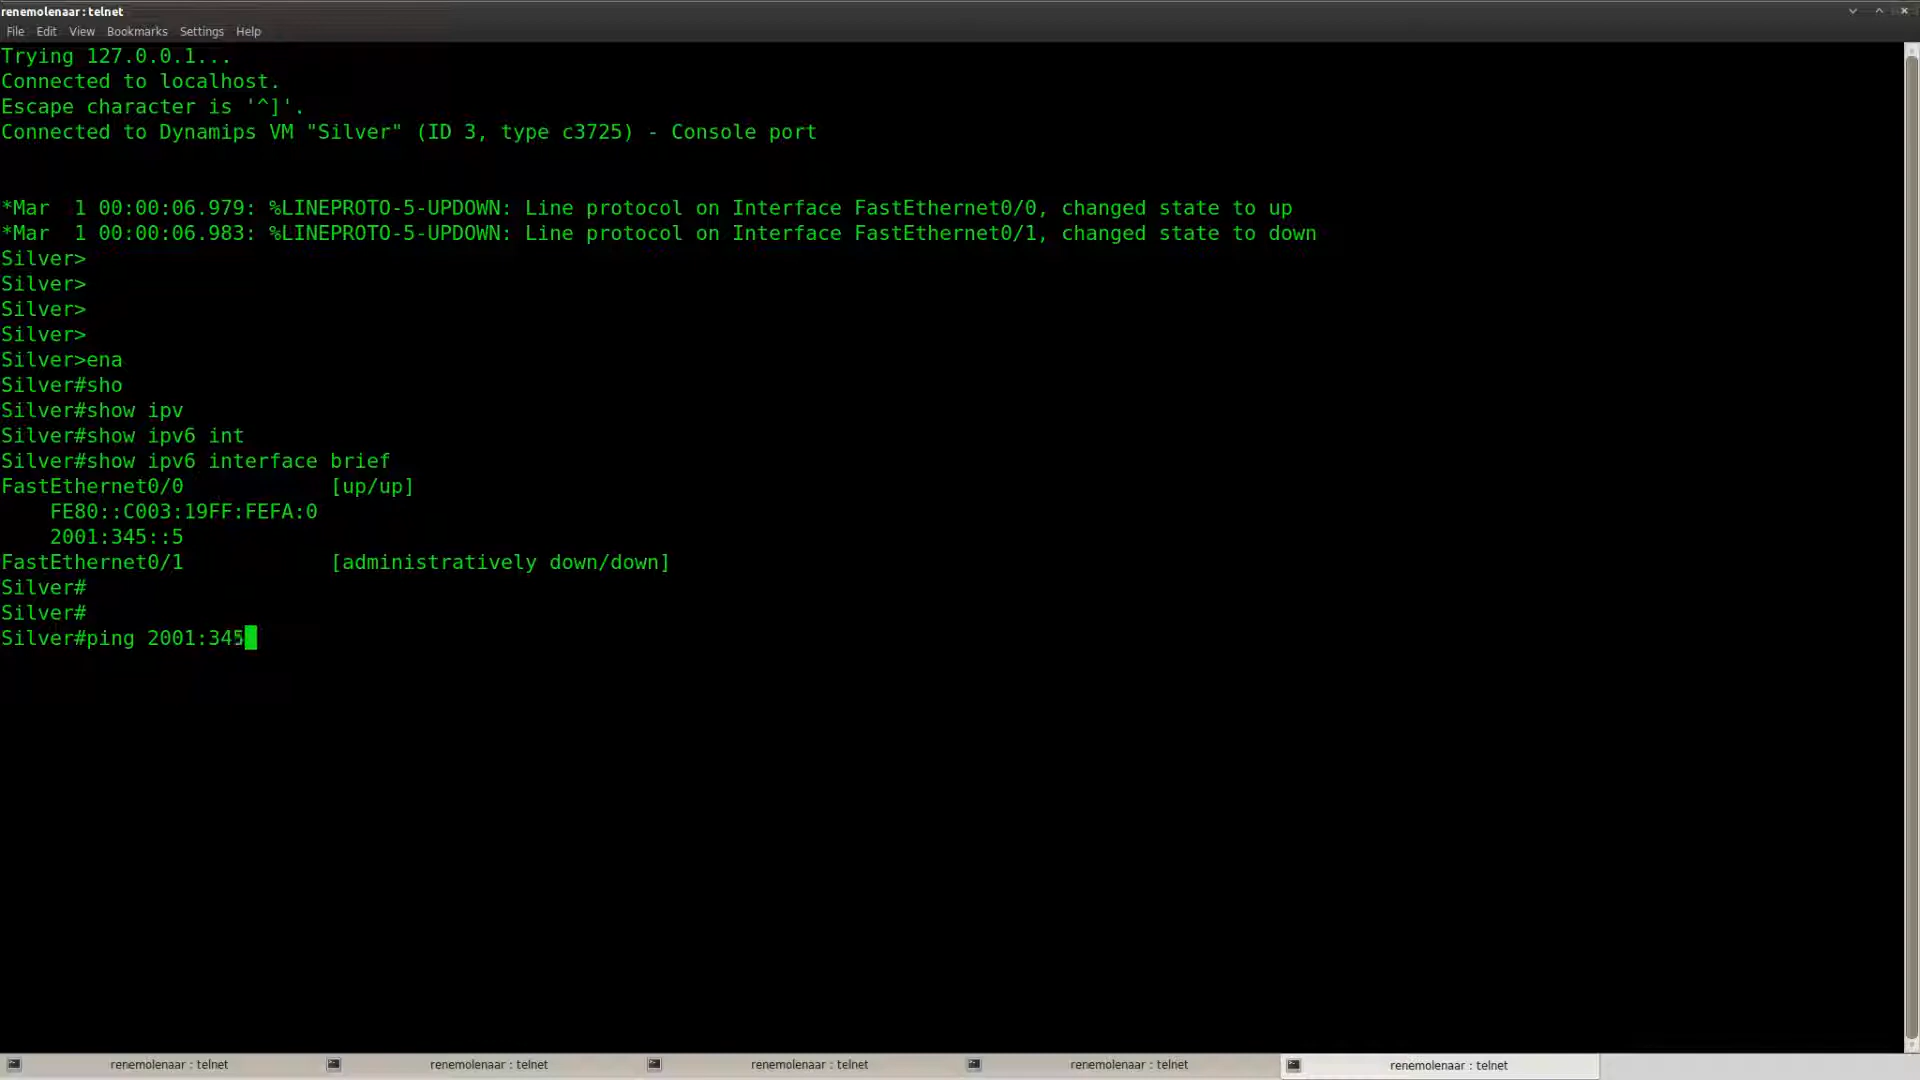 renemolenaar:telnet
File Edit View Bookmarks Settings Help
Trying 127.0.0.1...
Connected to localhost.
Escape character is '^]'.
Connected to Dynamips VM "Silver" (ID 3, type c3725) - Console port
*Mar  1 00:00:06.979: %LINEPROTO-5-UPDOWN: Line protocol on Interface FastEthernet0/0, changed state to up
*Mar  1 00:00:06.983: %LINEPROTO-5-UPDOWN: Line protocol on Interface FastEthernet0/1, changed state to down
Silver>
Silver>
Silver>
Silver>
Silver>ena
Silver#sho
Silver#show ipv
Silver#show ipv6 int
Silver#show ipv6 interface brief
FastEthernet0/0            [up/up]
    FE80::C003:19FF:FEFA:0
    2001:345::5
FastEthernet0/1            [administratively down/down]
Silver#
Silver#
Silver#ping 2001:345
renemolenaar : telnet renemolenaar : telnet renemolenaar : telnet renemolenaar : telnet renemolenaar : telnet